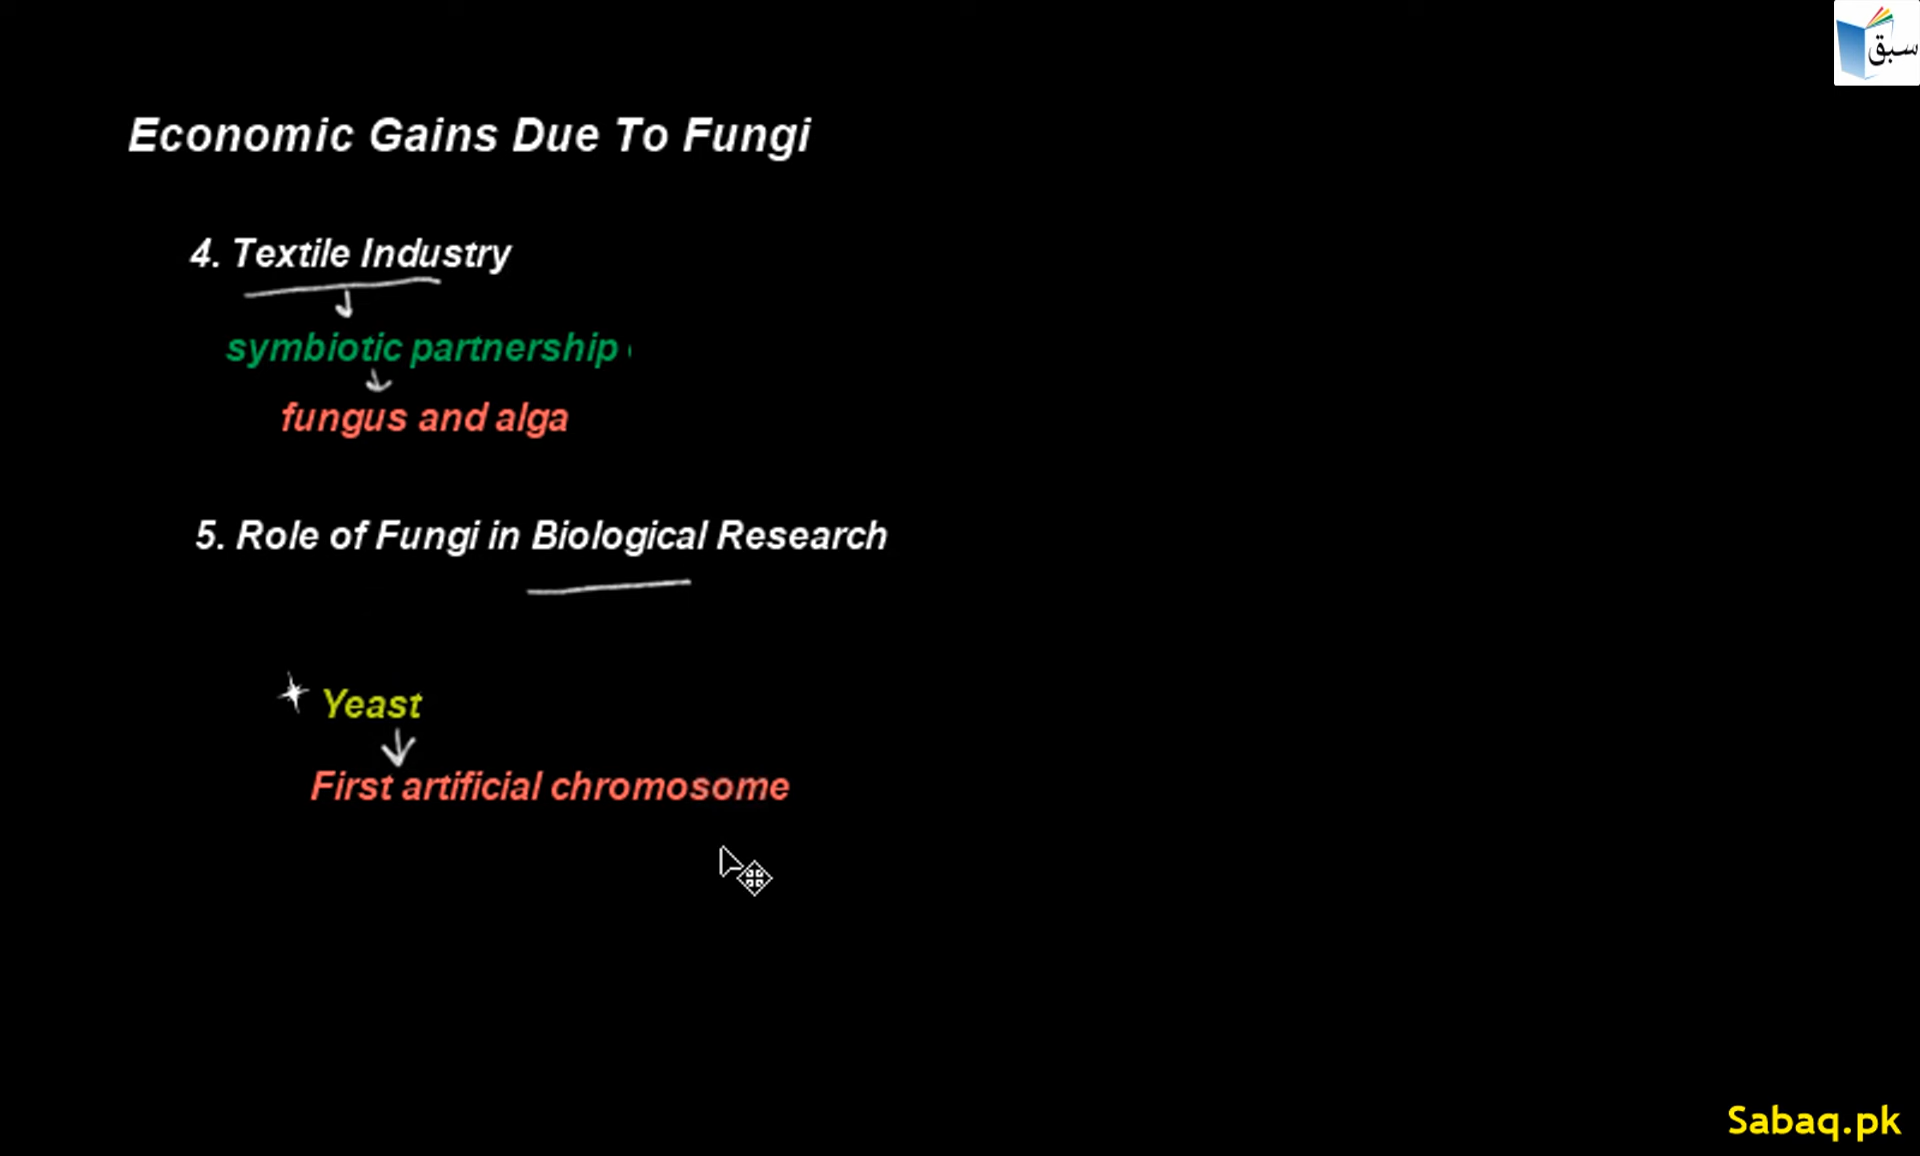 سبق
Economic Gains Due To Fungi
4. Textile Industry
symbiotic partnership
fungus and alga
5. Role of Fungi in Biological Research
Yeast
First artificial chromosome
Sabaq.pk